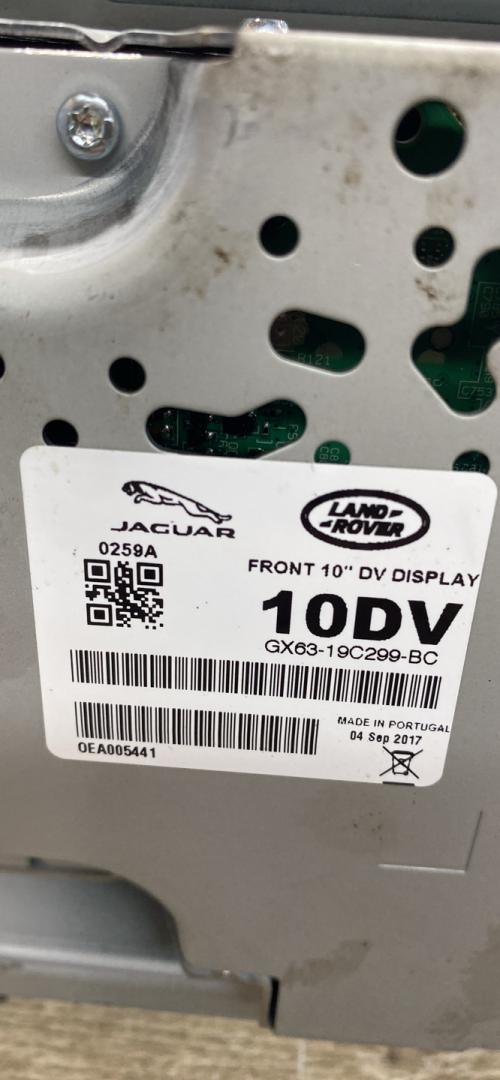 R121
JAGUAR
LAND-
-ROVER
0259A
FRONT 10" DV DISPLAY
10DV
GX63-19C299-BC
MADE IN PORTUGAL
04 Sep 2017
OEA005441